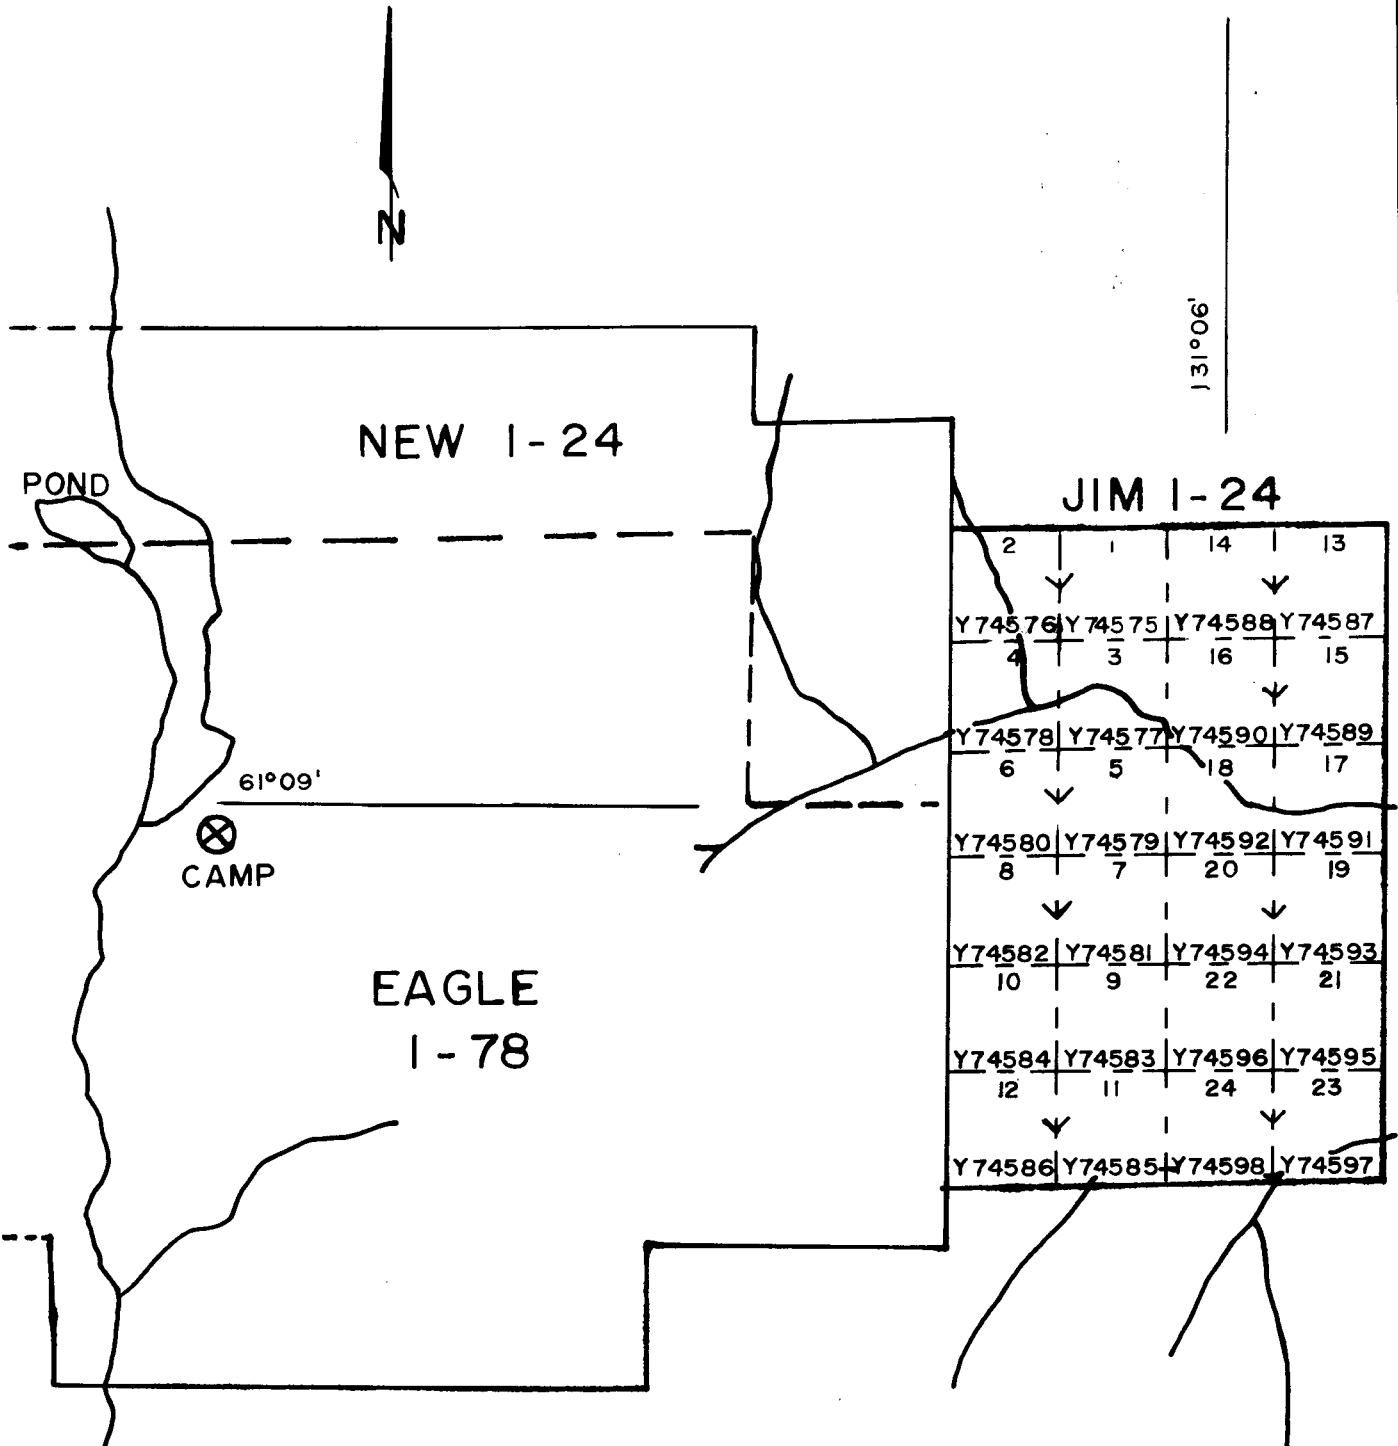 N
131°06'
NEW 1-24
POND
JIM 1-24
2 1 14 13
Y74576 Y74575 Y74588 Y74587
4 3 16 15
Y74578 Y74577 Y74590 Y74589
6 5 18 17
61°09'
Y74580 Y74579 Y74592 Y74591
8 7 20 19
CAMP
Y74582 Y74581 Y74594 Y74593
10 9 22 21
EAGLE
1-78
Y74584 Y74583 Y74596 Y74595
12 11 24 23
Y74586 Y74585 Y74598 Y74597